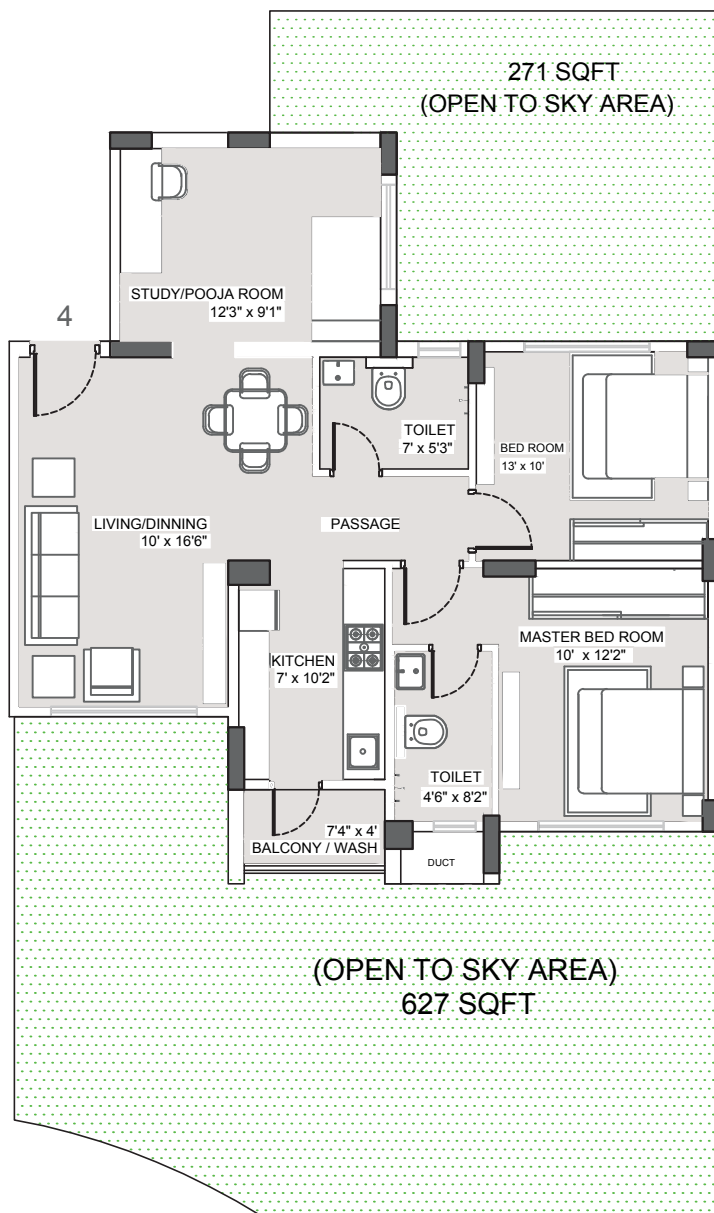 271 SQFT
(OPEN TO SKY AREA)
STUDY/POOJA ROOM
12'3" x 9'1"
4
TOILET
7' x 5'3"
BED ROOM
13' x 10'
LIVING/DINNING
10' x 16'6"
PASSAGE
KITCHEN
7' x 10'2"
MASTER BED ROOM
10' x 12'2"
TOILET
4'6" x 8'2"
7'4" x 4'
BALCONY / WASH
DUCT
(OPEN TO SKY AREA)
627 SQFT